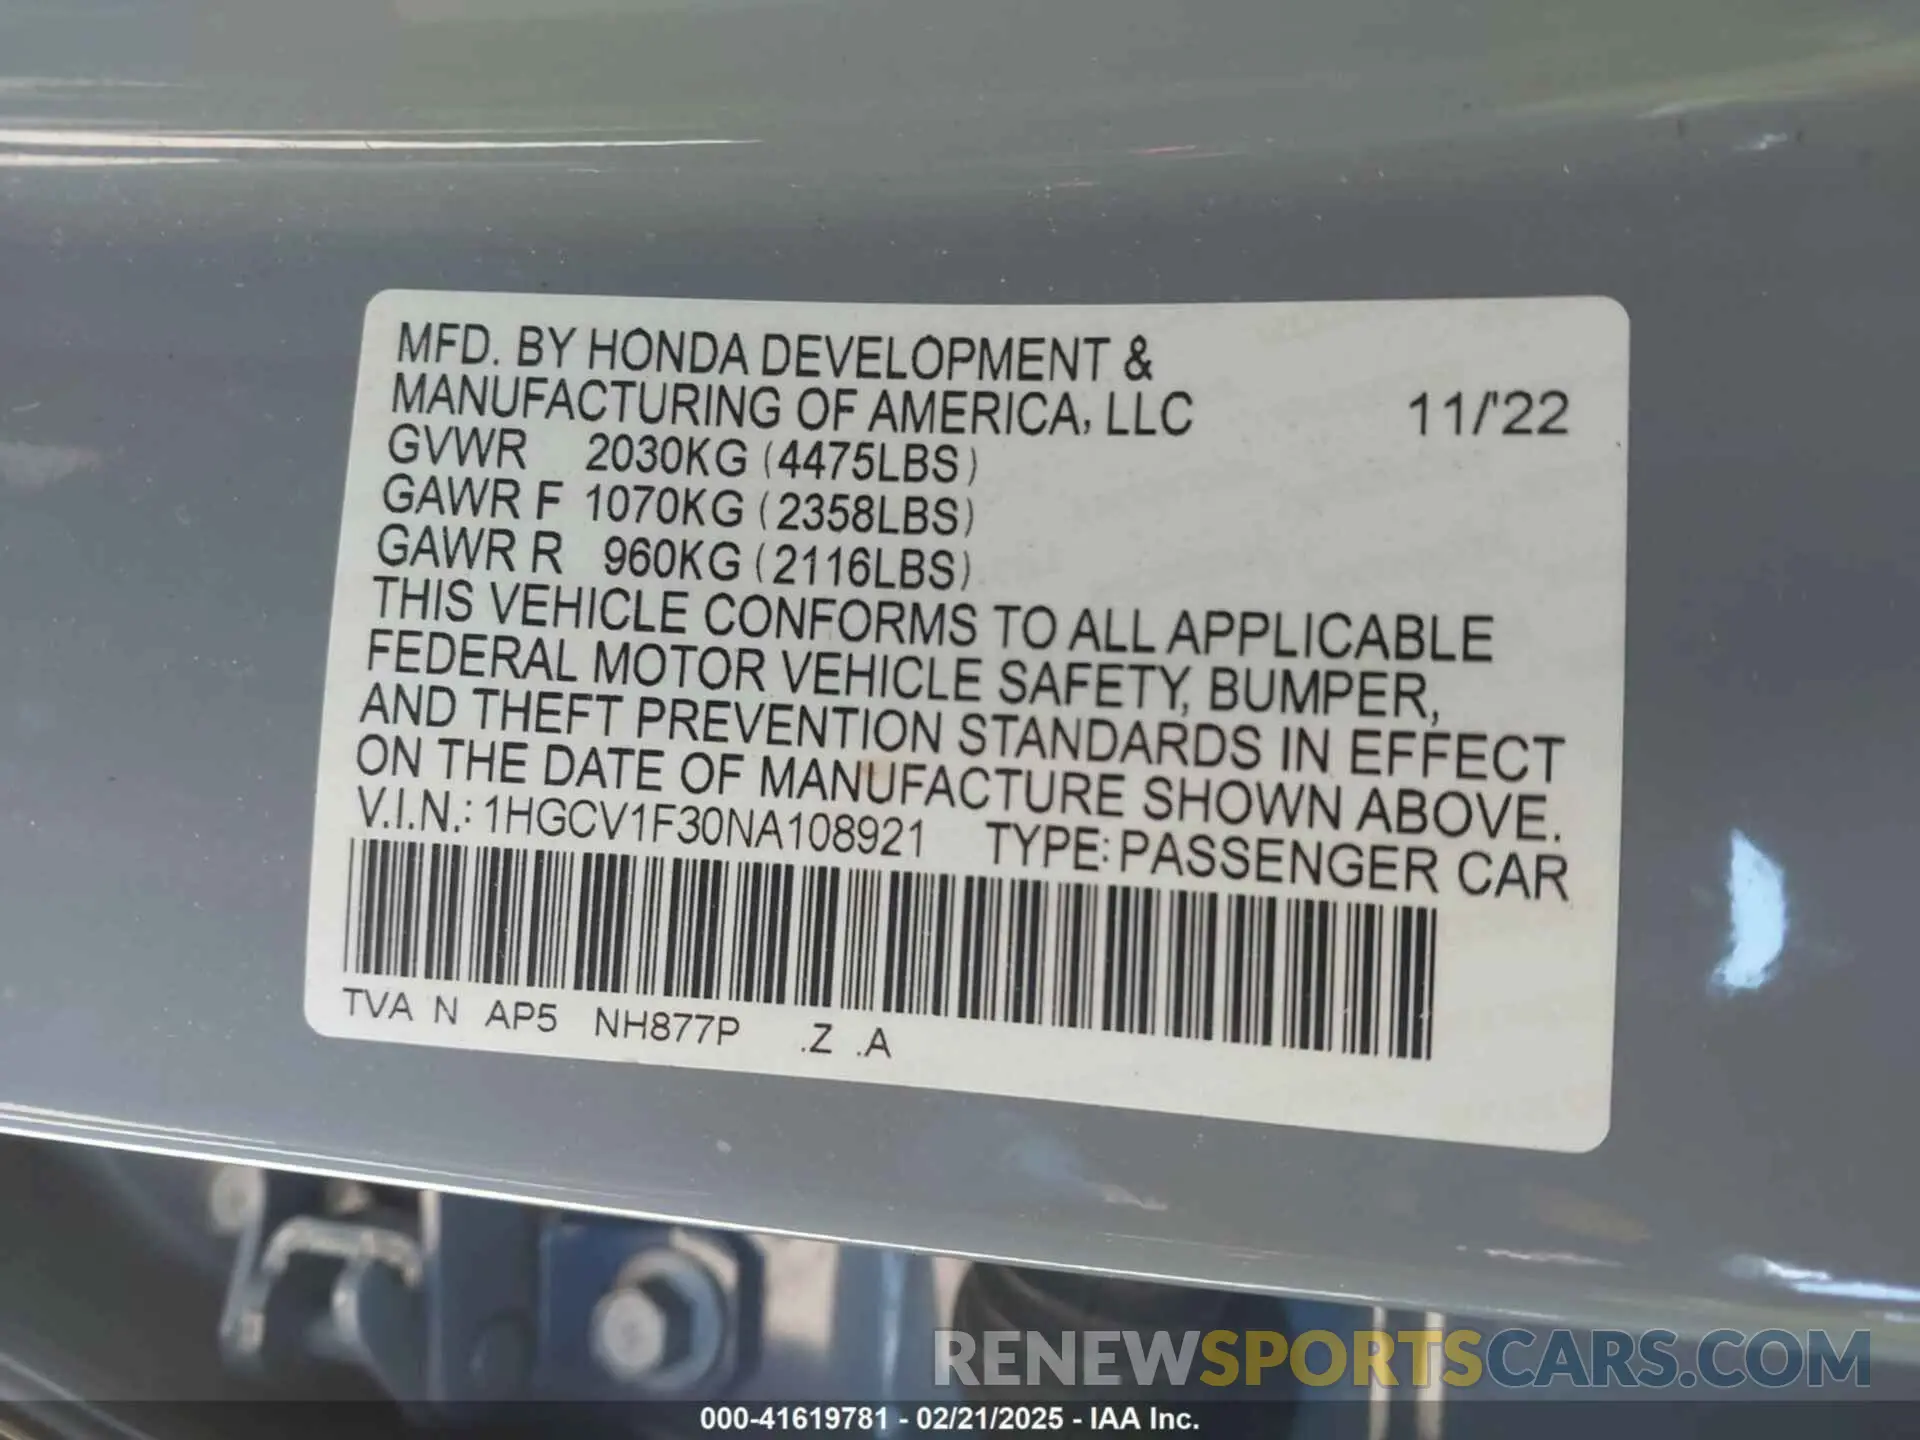 MFD. BY HONDA DEVELOPMENT &
MANUFACTURING OF AMERICA, LLC 11/'22
GVWR 2030KG (4475LBS)
GAWR F 1070KG (2358LBS)
GAWR R 960KG (2116LBS)
THIS VEHICLE CONFORMS TO ALL APPLICABLE
FEDERAL MOTOR VEHICLE SAFETY, BUMPER,
AND THEFT PREVENTION STANDARDS IN EFFECT
ON THE DATE OF MANUFACTURE SHOWN ABOVE.
V.I.N.: 1HGCV1F30NA108921 TYPE: PASSENGER CAR
TVA N AP5 NH877P .Z .A
RENEWSPORTSCARS.COM
000-41619781 - 02/21/2025 - IAA Inc.